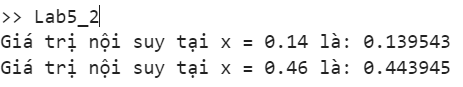 >> Lab5_2
Giá trị nội suy tại x = 0.14 là: 0.139543
Giá trị nội suy tại x = 0.46 là: 0.443945